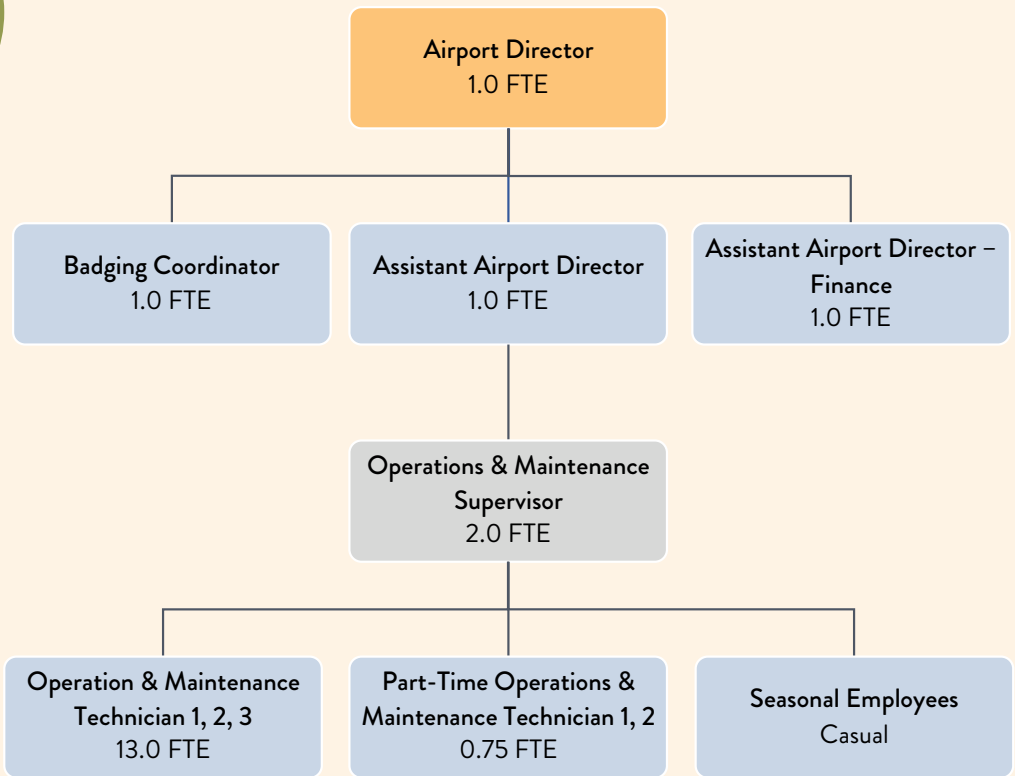 Airport Director
1.0 FTE
Badging Coordinator
1.0 FTE
Assistant Airport Director
1.0 FTE
Assistant Airport Director –
Finance
1.0 FTE
Operations & Maintenance
Supervisor
2.0 FTE
Operation & Maintenance
Technician 1, 2, 3
13.0 FTE
Part-Time Operations &
Maintenance Technician 1, 2
0.75 FTE
Seasonal Employees
Casual